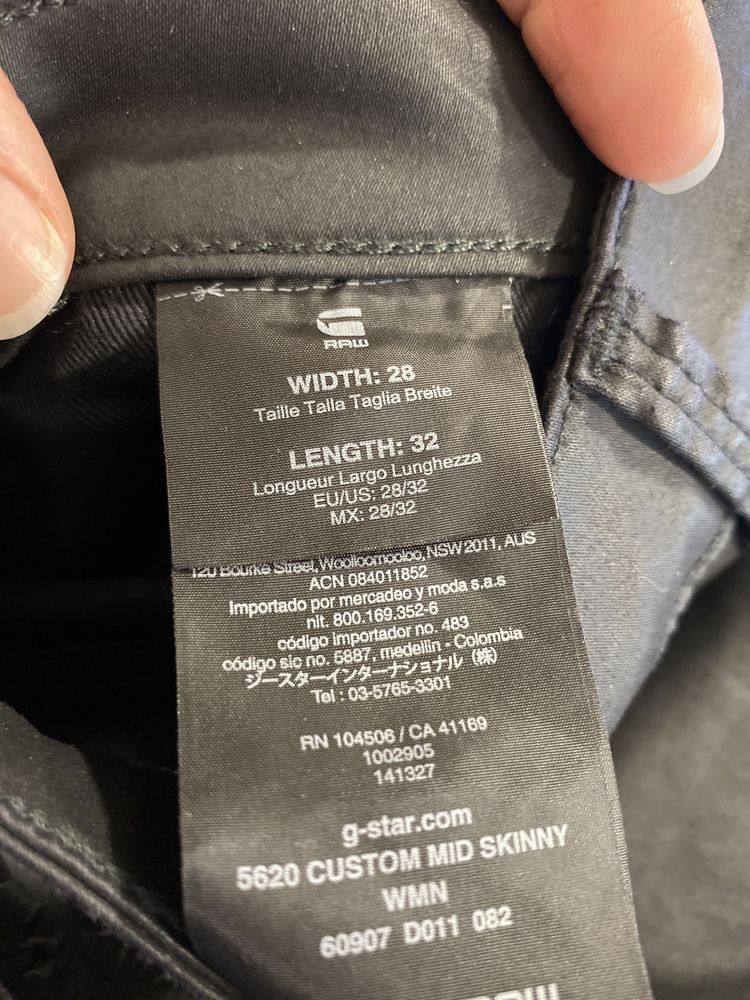 RAW
WIDTH: 28
Taille Talla Taglia Breite
LENGTH: 32
Longueur Largo Lunghezza
EU/US: 28/32
MX: 28/32
120 Bourke Street, Woolloomooloo, NSW 2011, AUS
ACN 084011852
Importado por mercadeo y moda s.a.s
nit. 800.169.352-6
código importador no. 483
código sic no. 5887, medellin - Colombia
ジースターインターナショナル（株）
Tel : 03-5765-3301
RN 104506 / CA 41169
1002905
141327
g-star.com
5620 CUSTOM MID SKINNY
WMN
60907 D011 082
RAW